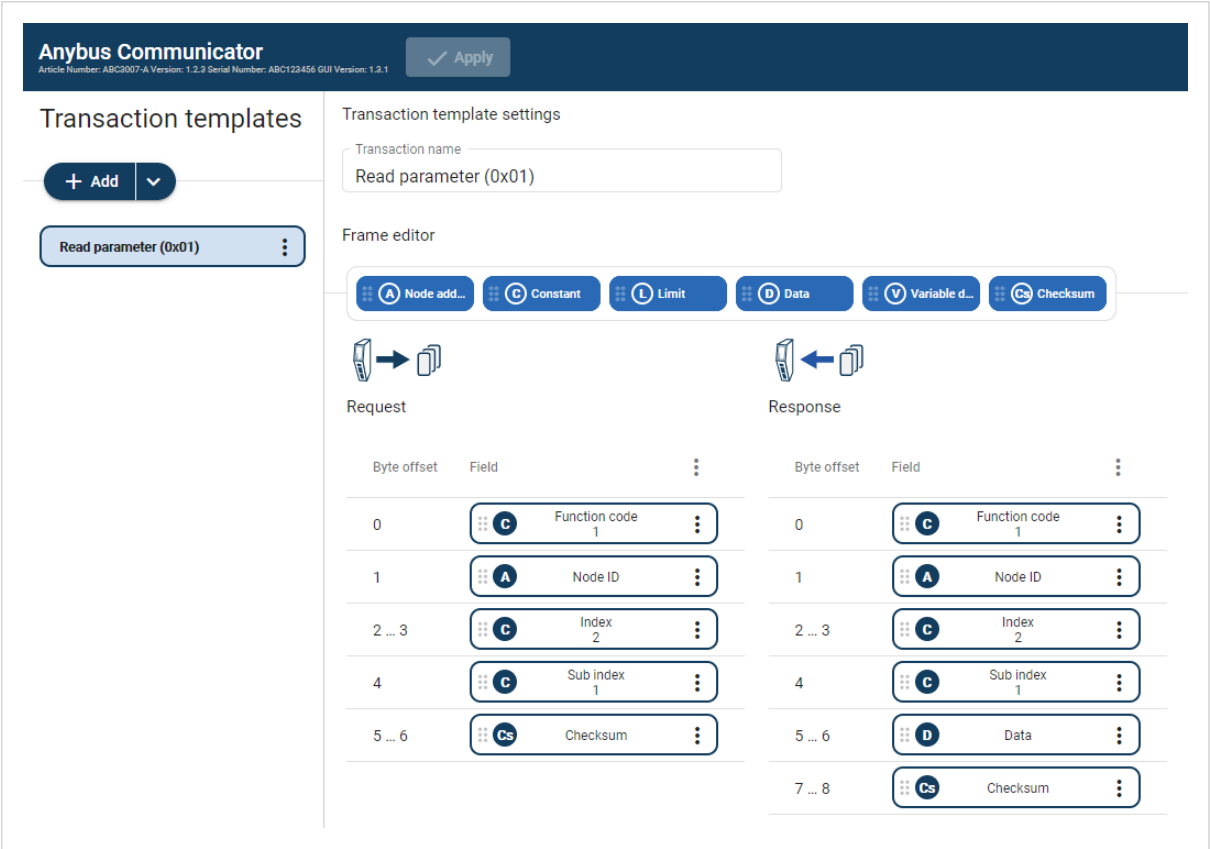 Anybus Communicator
Article Number: ABC3007-A Version: 1.2.3 Serial Number: ABC123456 GUI Version: 1.3.1
Apply
Transaction templates
Add
Read parameter (0x01)
Transaction template settings
Transaction name
Read parameter (0x01)
Frame editor
A Node add...
C Constant
L Limit
D Data
V Variable d...
Cs Checksum
Request
Byte offset Field
0 C Function code
1
1 A Node ID
2 ... 3 C Index
2
4 C Sub index
1
5 ... 6 Cs Checksum
Response
Byte offset Field
0 C Function code
1
1 A Node ID
2 ... 3 C Index
2
4 C Sub index
1
5 ... 6 D Data
7 ... 8 Cs Checksum